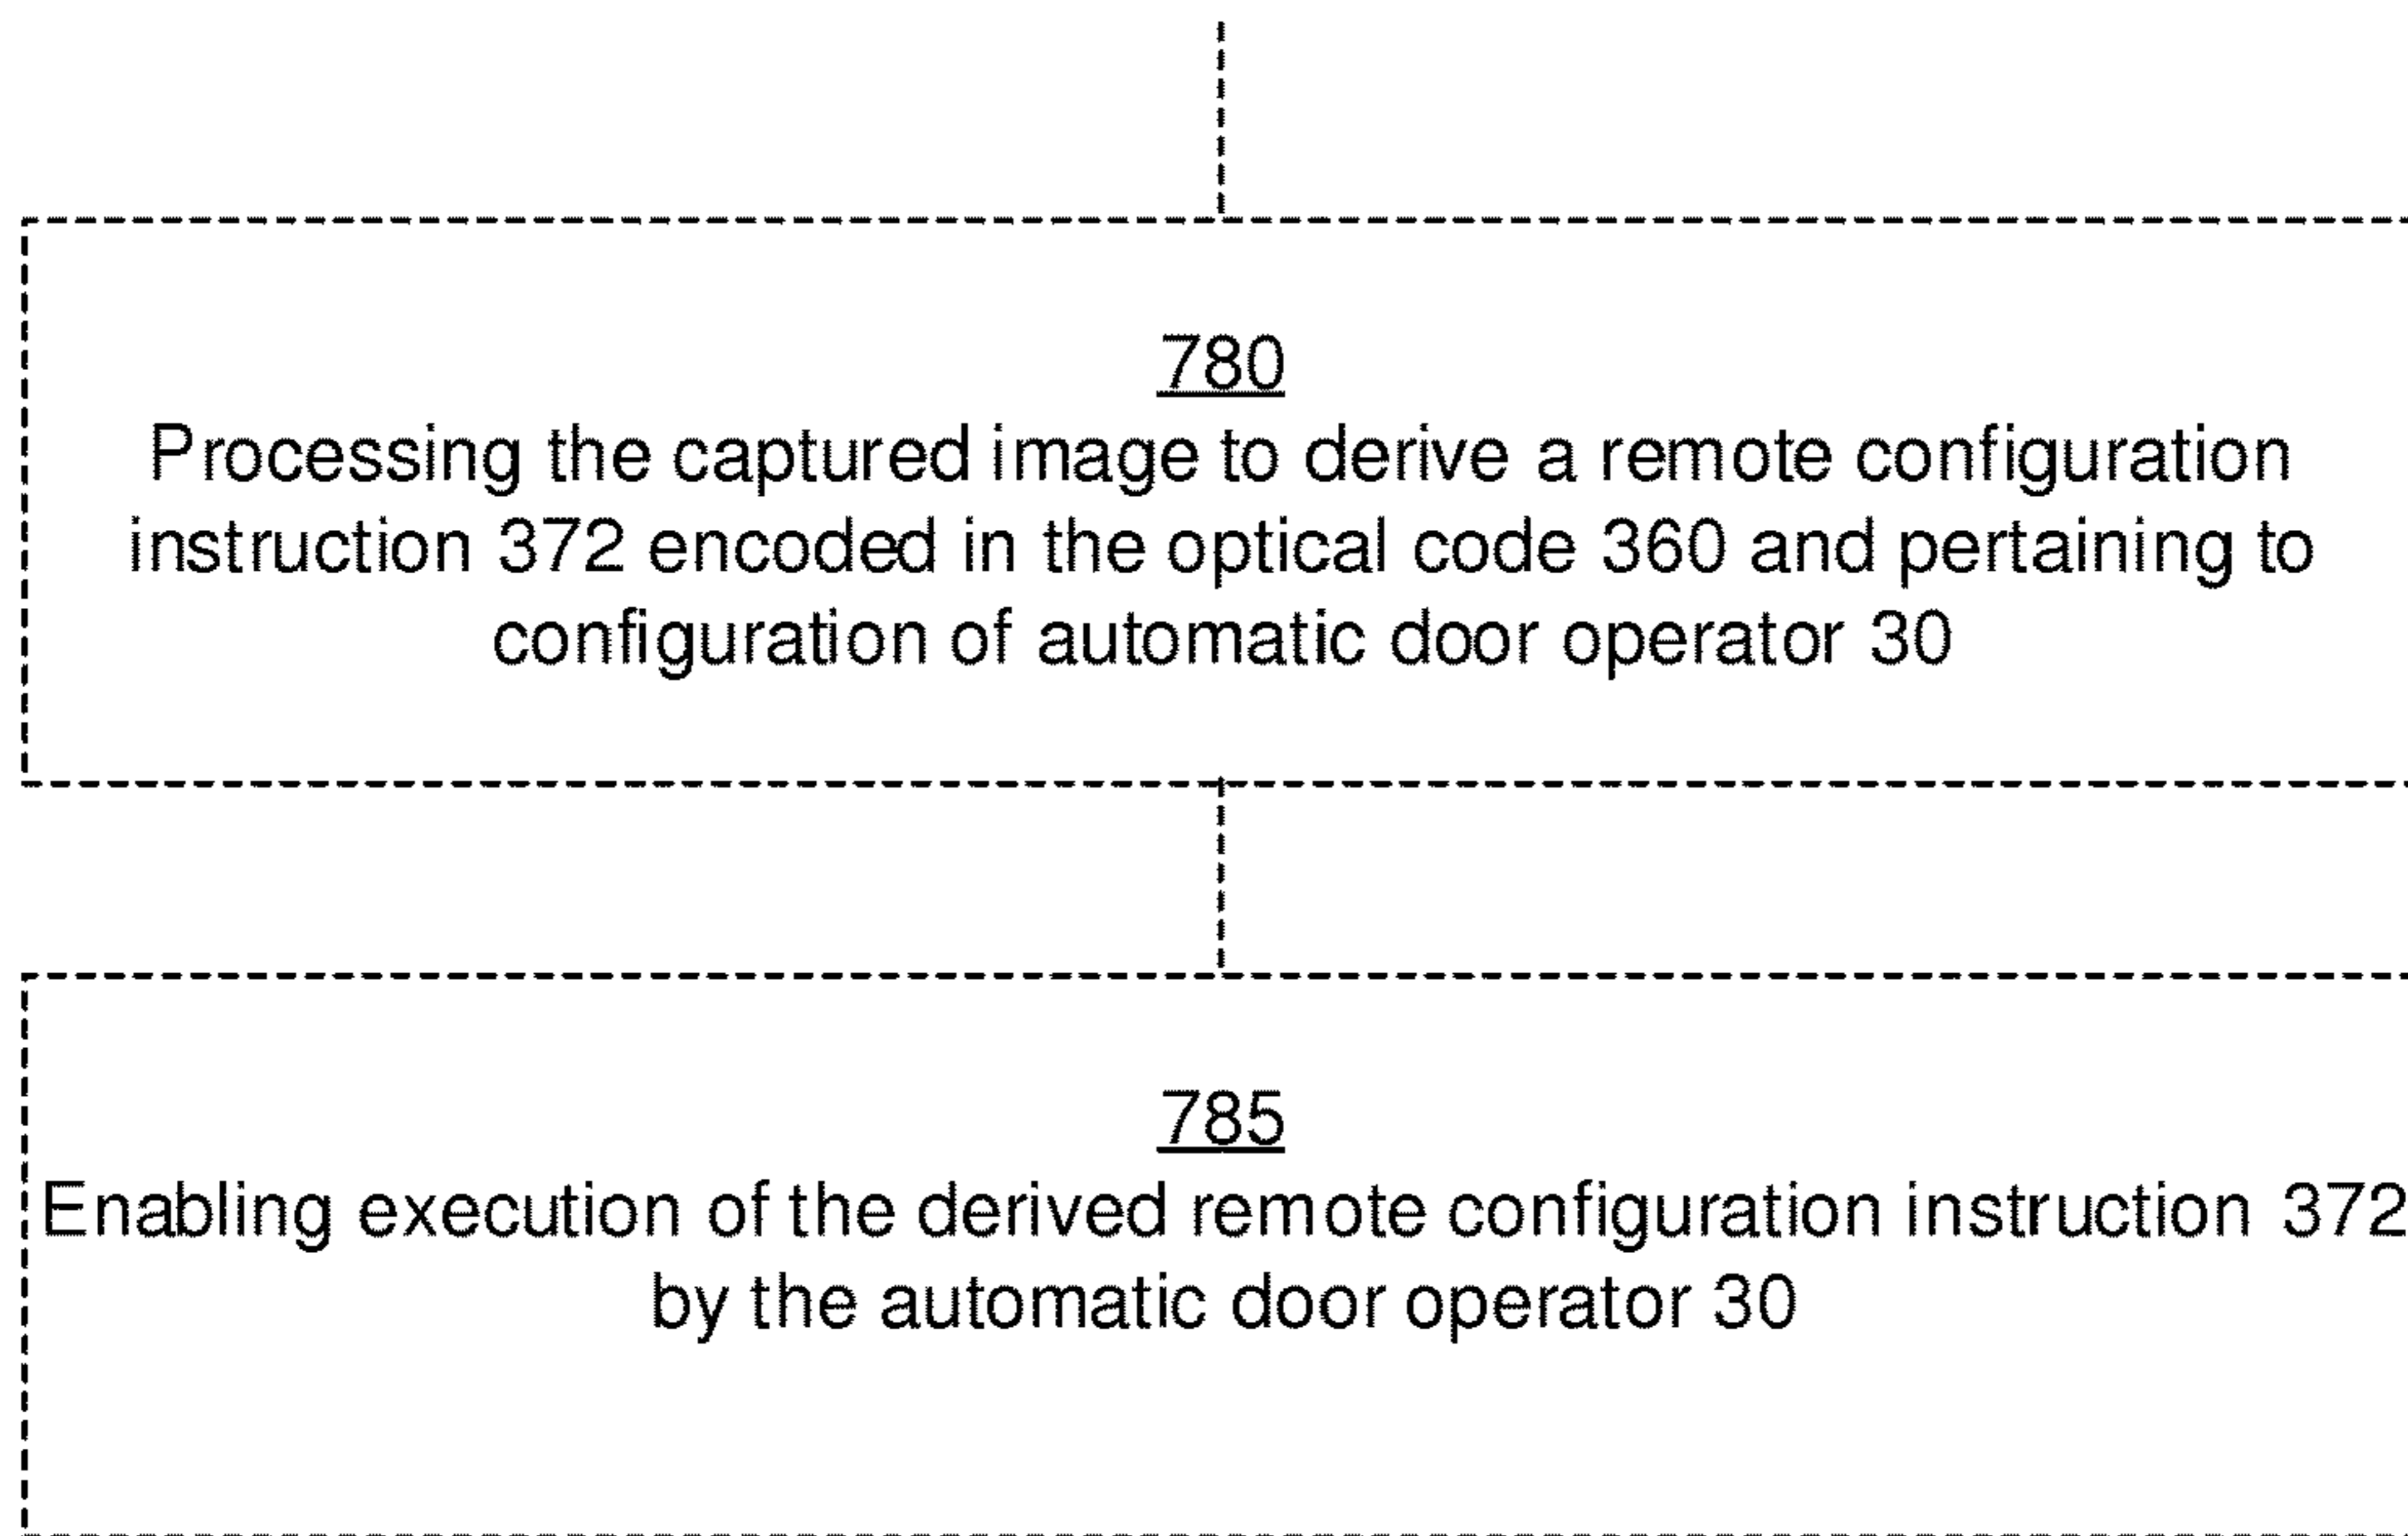 780
Processing the captured image to derive a remote configuration
instruction 372 encoded in the optical code 360 and pertaining to
configuration of automatic door operator 30
785
Enabling execution of the derived remote configuration instruction 372
by the automatic door operator 30